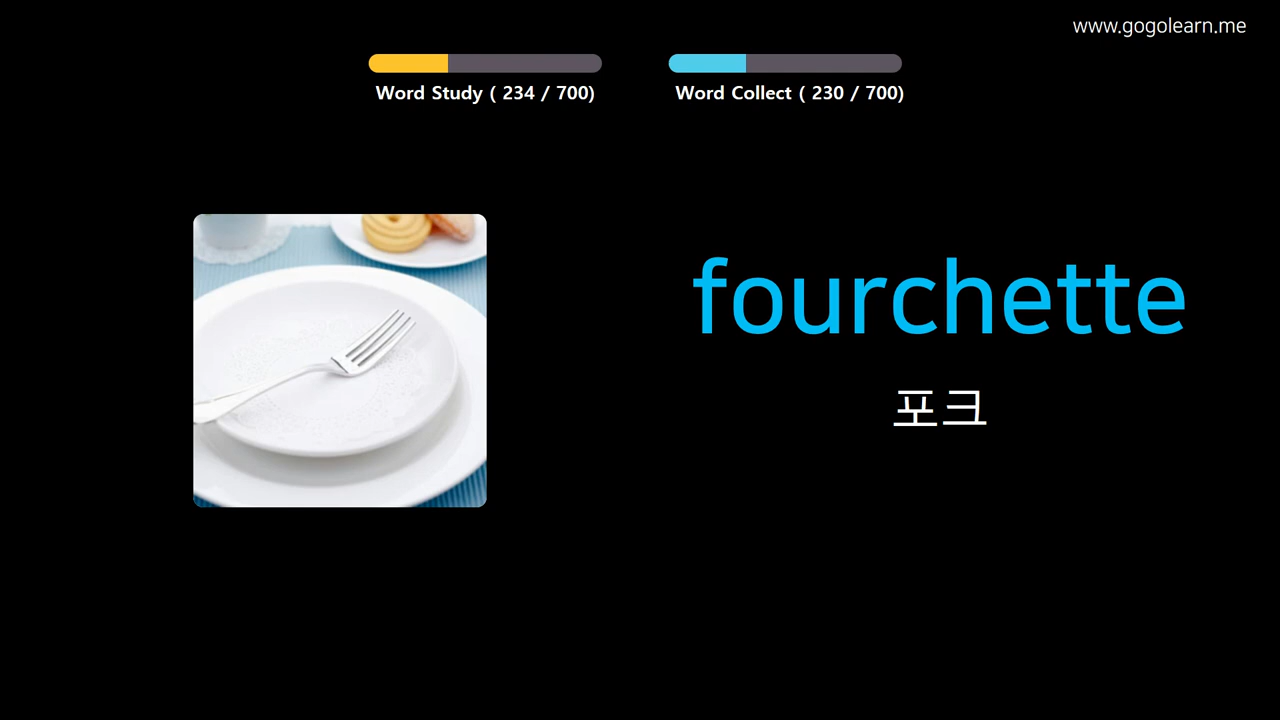 www.gogolearn.me
Word Study ( 234 / 700)
Word Collect ( 230 / 700)
fourchette
포크